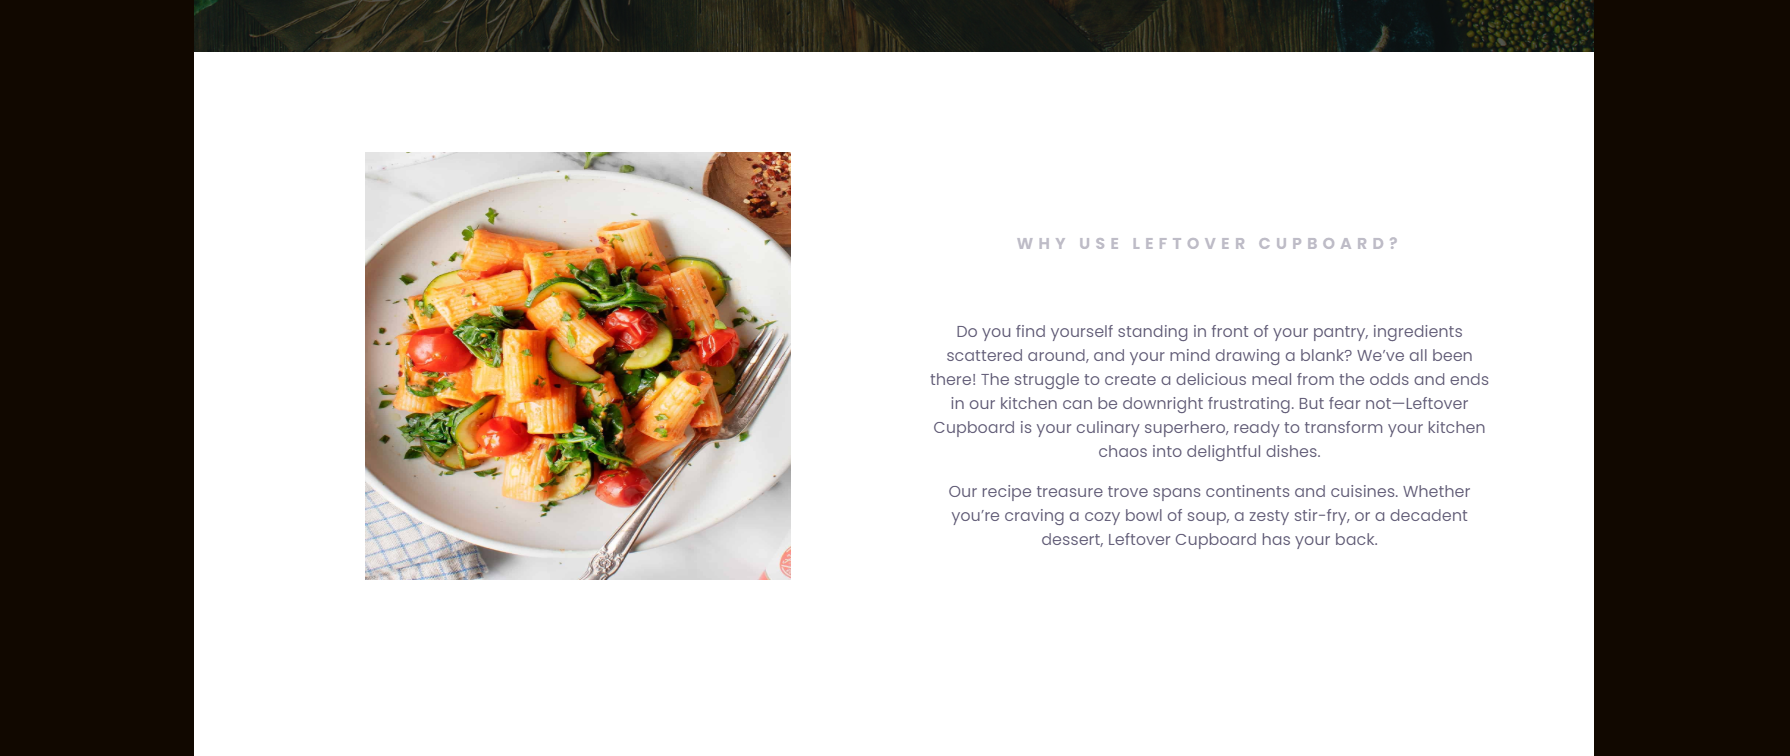 WHY USE LEFTOVER CUPBOARD?
Do you find yourself standing in front of your pantry, ingredients
scattered around, and your mind drawing a blank? We’ve all been
there! The struggle to create a delicious meal from the odds and ends
in our kitchen can be downright frustrating. But fear not—Leftover
Cupboard is your culinary superhero, ready to transform your kitchen
chaos into delightful dishes.
Our recipe treasure trove spans continents and cuisines. Whether
you’re craving a cozy bowl of soup, a zesty stir-fry, or a decadent
dessert, Leftover Cupboard has your back.